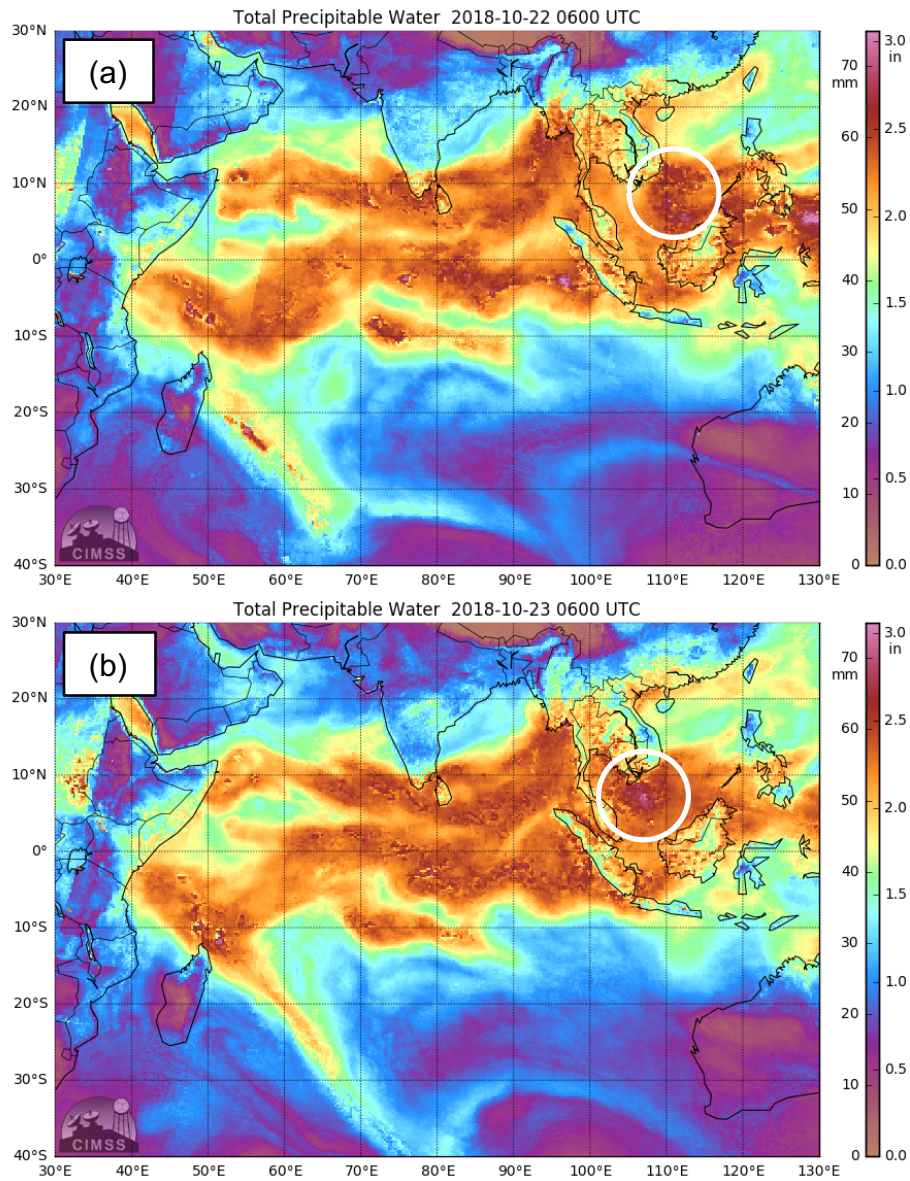 Total Precipitable Water 2018-10-22 0600 UTC
(a)
30°N
20°N
10°N
0°
10°S
20°S
30°S
40°S
30°E 40°E 50°E 60°E 70°E 80°E 90°E 100°E 110°E 120°E 130°E
CIMSS
70
mm
60
50
40
30
20
10
0
3.0
in
2.5
2.0
1.5
1.0
0.5
0.0
Total Precipitable Water 2018-10-23 0600 UTC
(b)
30°N
20°N
10°N
0°
10°S
20°S
30°S
40°S
30°E 40°E 50°E 60°E 70°E 80°E 90°E 100°E 110°E 120°E 130°E
CIMSS
70
mm
60
50
40
30
20
10
0
3.0
in
2.5
2.0
1.5
1.0
0.5
0.0